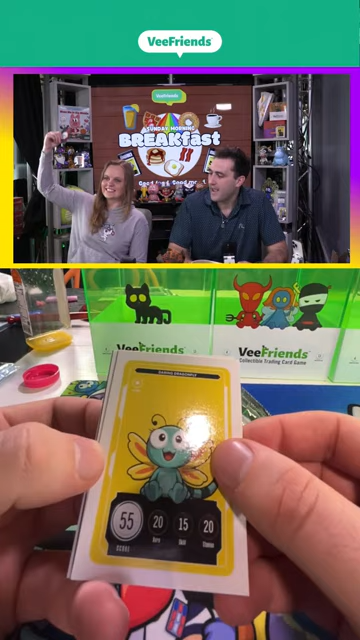 VeeFriends
VeeFriends
SUNDAY MORNING
BREAKfast
VeeFriends
VeeFriends
Collectible Trading Card Game
DARING DRAGONFLY
55
20
15
20
SCORE
Aura
Skill
Stamina